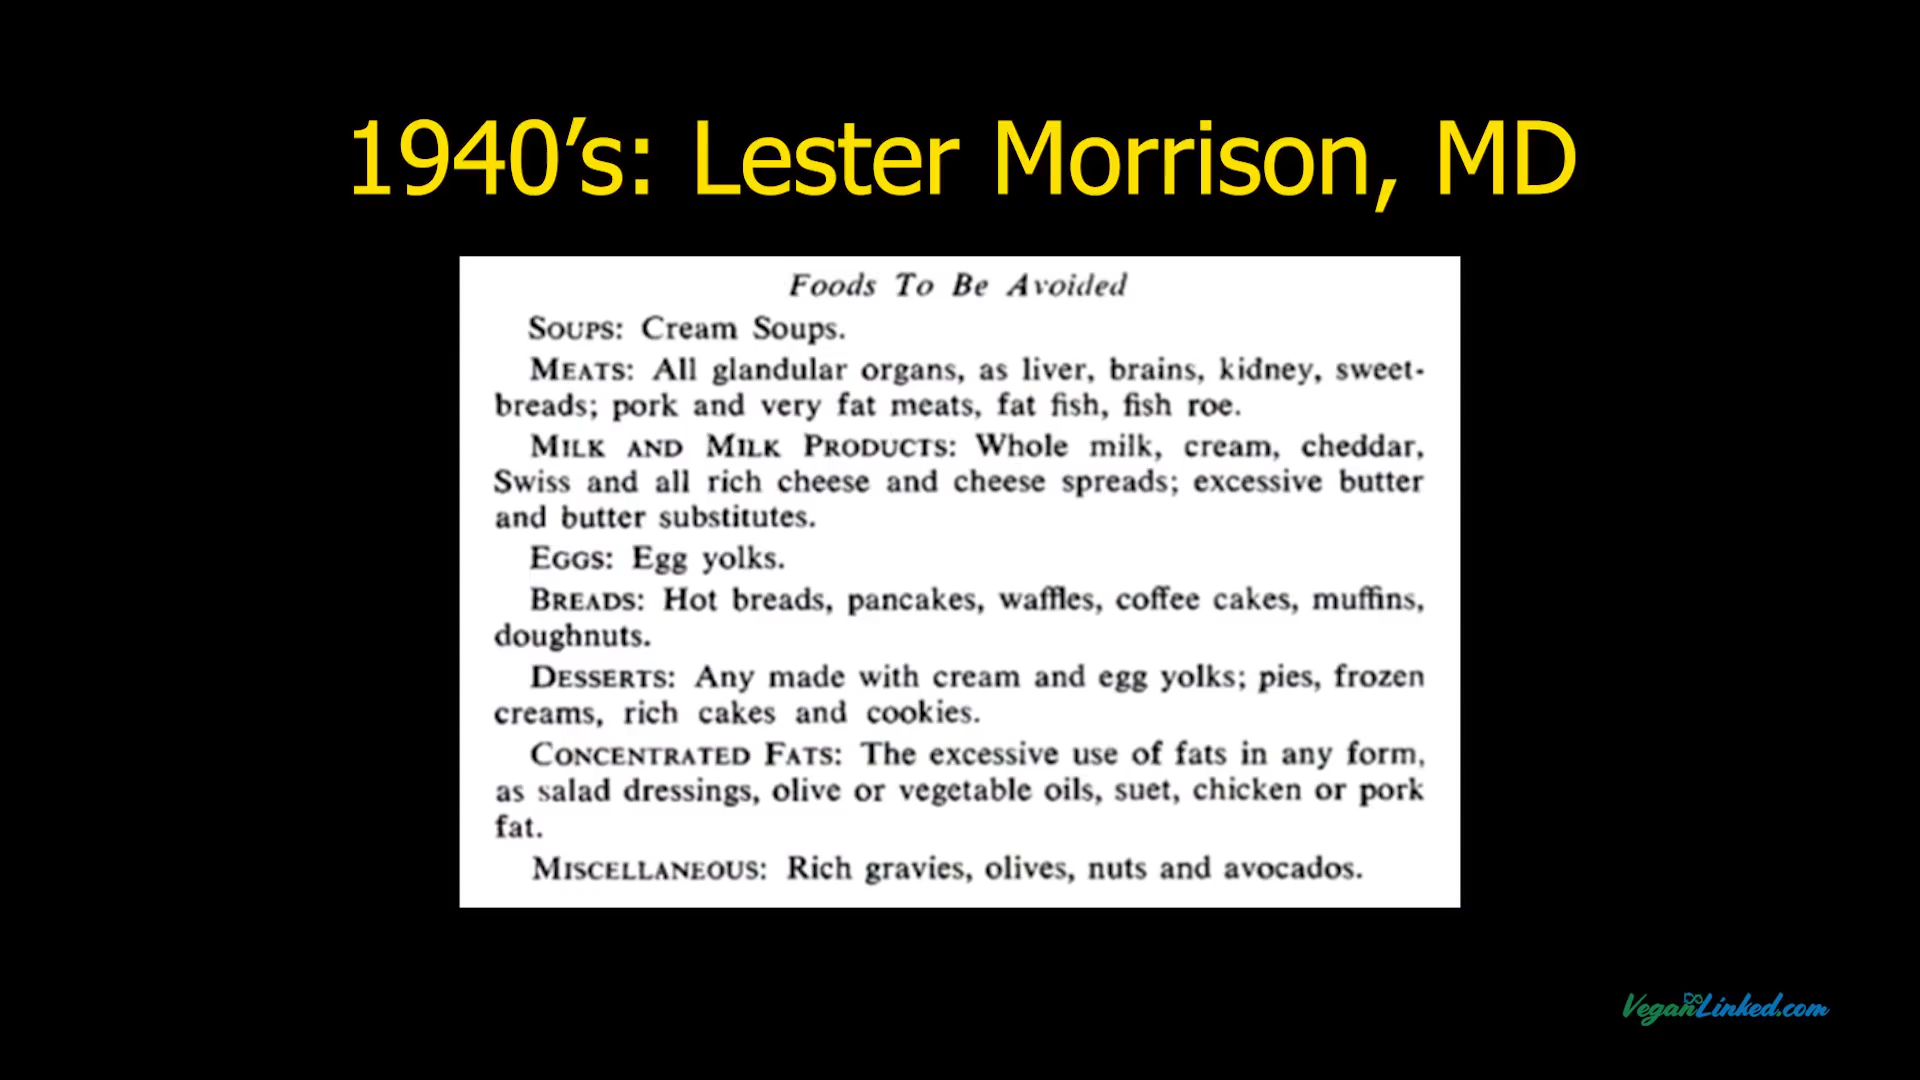 1940’s: Lester Morrison, MD
Foods To Be Avoided
SOUPS: Cream Soups.
MEATS: All glandular organs, as liver, brains, kidney, sweet-
breads; pork and very fat meats, fat fish, fish roe.
MILK AND MILK PRODUCTS: Whole milk, cream, cheddar,
Swiss and all rich cheese and cheese spreads; excessive butter
and butter substitutes.
EGGS: Egg yolks.
BREADS: Hot breads, pancakes, waffles, coffee cakes, muffins,
doughnuts.
DESSERTS: Any made with cream and egg yolks; pies, frozen
creams, rich cakes and cookies.
CONCENTRATED FATS: The excessive use of fats in any form,
as salad dressings, olive or vegetable oils, suet, chicken or pork
fat.
MISCELLANEOUS: Rich gravies, olives, nuts and avocados.
VeganLinked.com